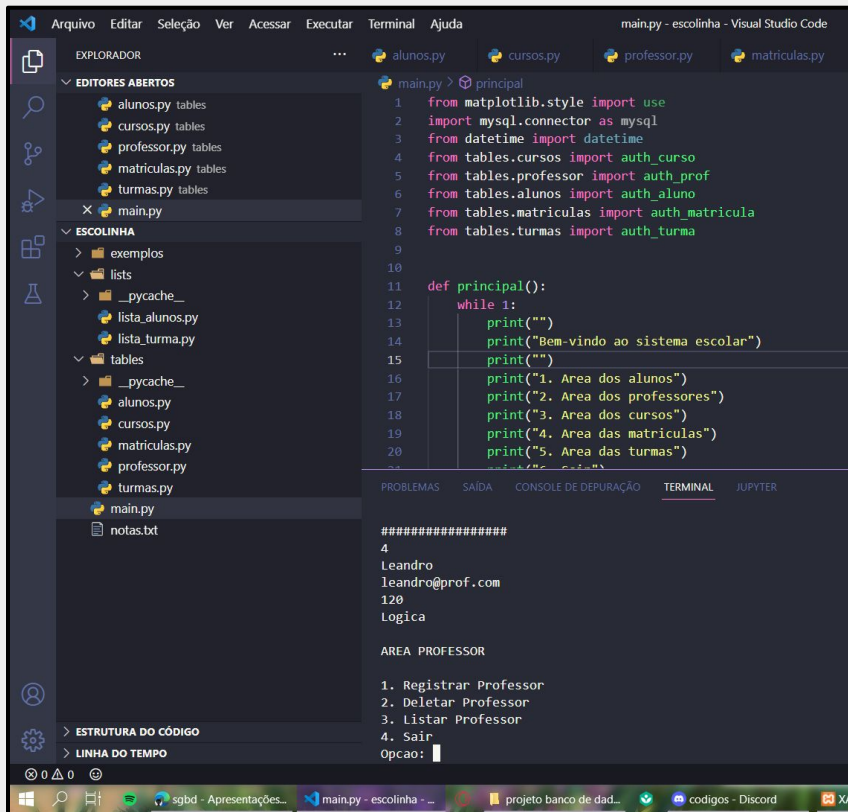 Arquivo Editar Seleção Ver Acessar Executar Terminal Ajuda main.py - escolinha - Visual Studio Code
EXPLORADOR ···
EDITORES ABERTOS
alunos.py tables
cursos.py tables
professor.py tables
matriculas.py tables
turmas.py tables
main.py
ESCOLINHA
exemplos
lists
__pycache__
lista_alunos.py
lista_turma.py
tables
__pycache__
alunos.py
cursos.py
matriculas.py
professor.py
turmas.py
main.py
notas.txt
ESTRUTURA DO CÓDIGO
LINHA DO TEMPO
alunos.py cursos.py professor.py matriculas.py
main.py > principal
1 from matplotlib.style import use
2 import mysql.connector as mysql
3 from datetime import datetime
4 from tables.cursos import auth_curso
5 from tables.professor import auth_prof
6 from tables.alunos import auth_aluno
7 from tables.matriculas import auth_matricula
8 from tables.turmas import auth_turma
9
10
11 def principal():
12 while 1:
13 print("")
14 print("Bem-vindo ao sistema escolar")
15 print("")
16 print("1. Area dos alunos")
17 print("2. Area dos professores")
18 print("3. Area dos cursos")
19 print("4. Area das matriculas")
20 print("5. Area das turmas")
21 print("6. Sair")
PROBLEMAS SAÍDA CONSOLE DE DEPURAÇÃO TERMINAL JUPYTER
#################
4
Leandro
leandro@prof.com
120
Logica
AREA PROFESSOR
1. Registrar Professor
2. Deletar Professor
3. Listar Professor
4. Sair
Opcao:
0 0
sgbd - Apresentações... main.py - escolinha - ... projeto banco de dad... codigos - Discord XA